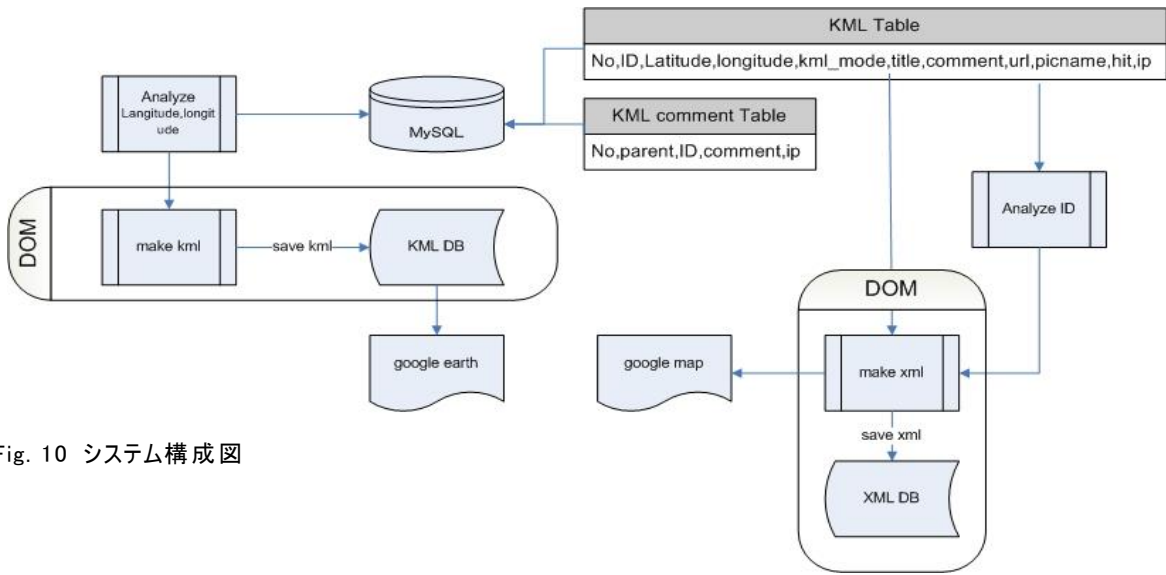 KML Table
No,ID,Latitude,longitude,kml_mode,title,comment,url,picname,hit,ip
Analyze
Langitude,longit
ude
MySQL
KML comment Table
No,parent,ID,comment,ip
Analyze ID
DOM
make kml
save kml
KML DB
DOM
google earth
google map
make xml
save xml
XML DB
Fig. 10 システム構成図